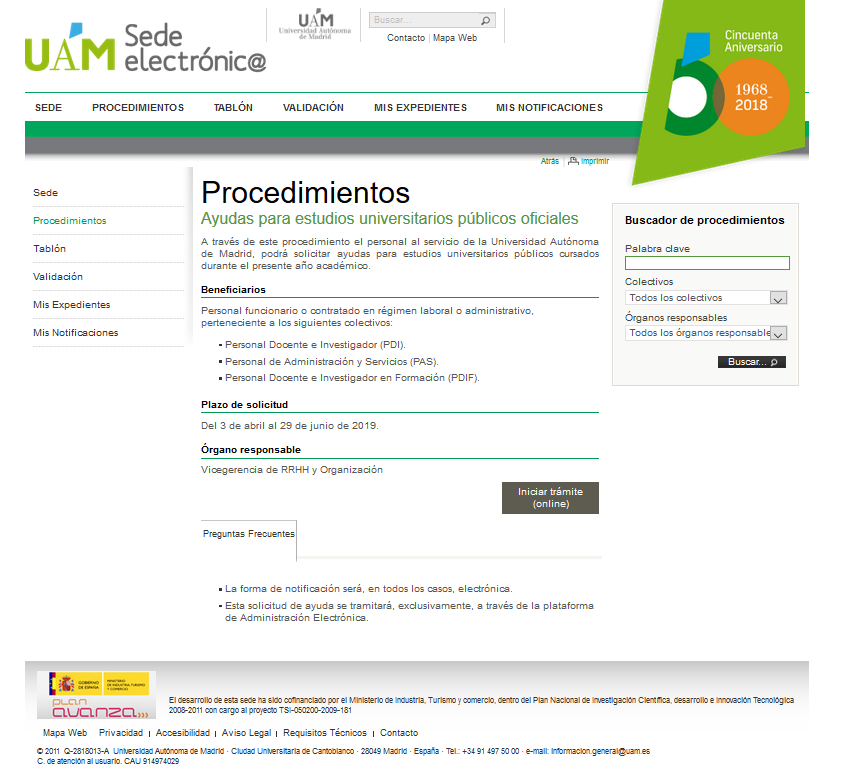 UAM Sede electrónic@
UAM
Universidad Autónoma
de Madrid
Buscar...
Contacto | Mapa Web
Cincuenta
Aniversario
50
1968_
2018
SEDE PROCEDIMIENTOS TABLÓN VALIDACIÓN MIS EXPEDIENTES MIS NOTIFICACIONES
Atrás | Imprimir
Sede
Procedimientos
Tablón
Validación
Mis Expedientes
Mis Notificaciones
Procedimientos
Ayudas para estudios universitarios públicos oficiales
A través de este procedimiento el personal al servicio de la Universidad Autónoma
de Madrid, podrá solicitar ayudas para estudios universitarios públicos cursados
durante el presente año académico.
Beneficiarios
Personal funcionario o contratado en régimen laboral o administrativo,
perteneciente a los siguientes colectivos:
Personal Docente e Investigador (PDI).
Personal de Administración y Servicios (PAS).
Personal Docente e Investigador en Formación (PDIF).
Plazo de solicitud
Del 3 de abril al 29 de junio de 2019.
Órgano responsable
Vicegerencia de RRHH y Organización
Iniciar trámite
(online)
Preguntas Frecuentes
La forma de notificación será, en todos los casos, electrónica.
Esta solicitud de ayuda se tramitará, exclusivamente, a través de la plataforma
de Administración Electrónica.
Buscador de procedimientos
Palabra clave
Colectivos
Todos los colectivos
Órganos responsables
Todos los órganos responsable
Buscar...
GOBIERNO
DE ESPAÑA
MINISTERIO
DE INDUSTRIA, TURISMO
Y COMERCIO
plan
avanza
El desarrollo de esta sede ha sido cofinanciado por el Ministerio de Industria, Turismo y comercio, dentro del Plan Nacional de Investigación Científica, desarrollo e Innovación Tecnológica
2008-2011 con cargo al proyecto TSI-050200-2009-181
Mapa Web Privacidad | Accesibilidad | Aviso Legal | Requisitos Técnicos | Contacto
© 2011 Q-2818013-A Universidad Autónoma de Madrid · Ciudad Universitaria de Cantoblanco · 28049 Madrid · España · Tel.: +34 91 497 50 00 · e-mail: informacion.general@uam.es
C. de atención al usuario. CAU 914974029